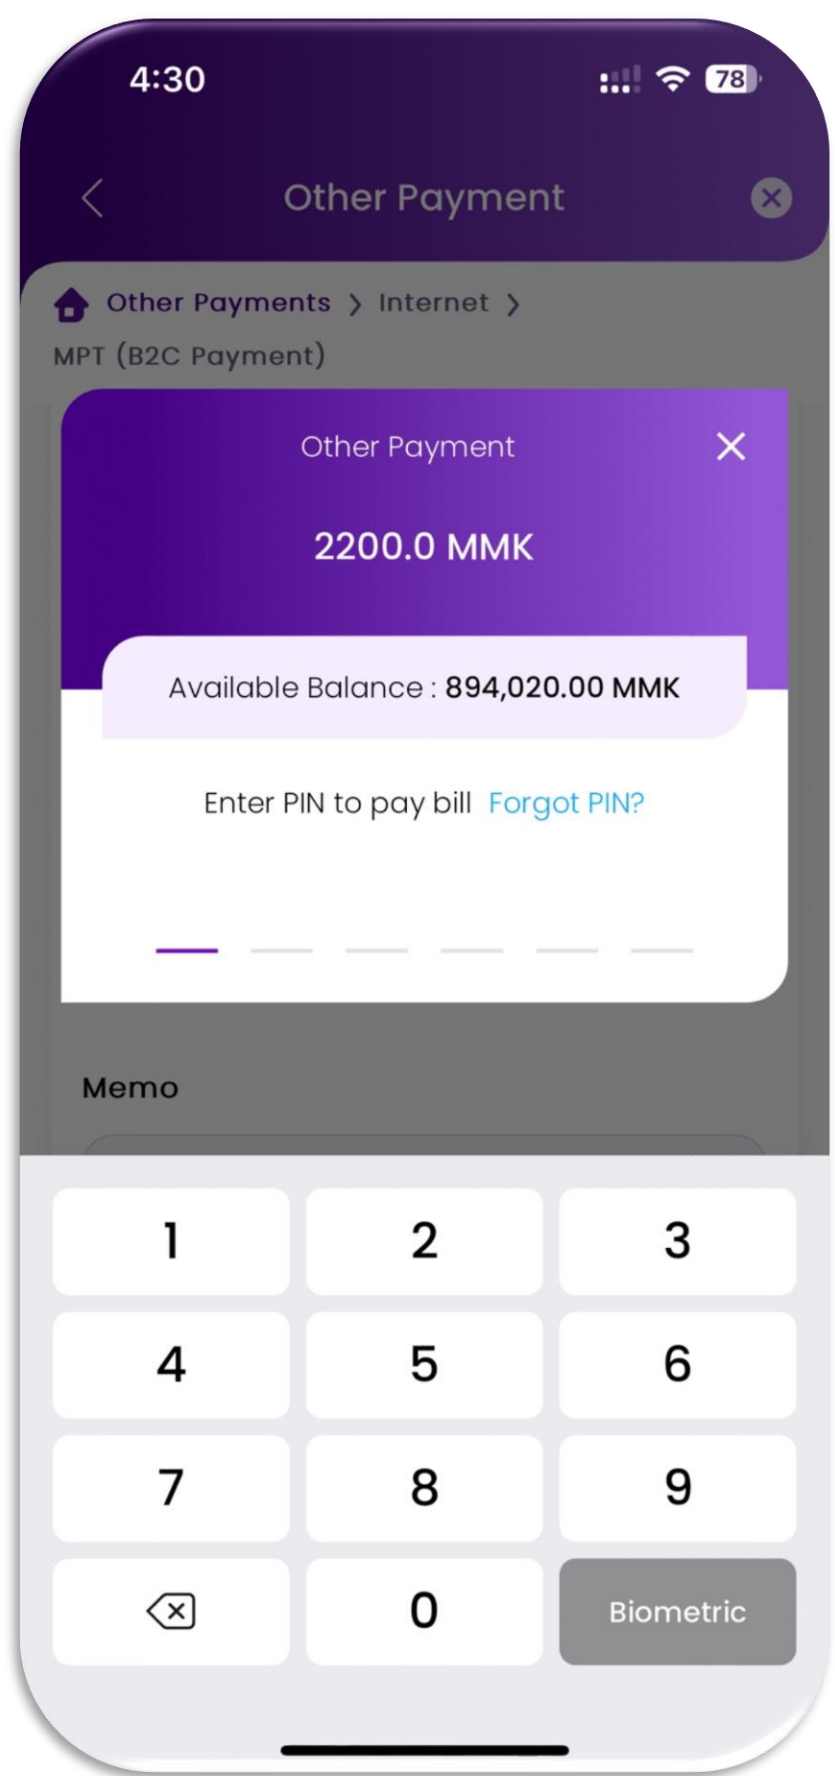 4:30
78
Other Payment
Other Payments > Internet >
MPT (B2C Payment)
Other Payment
2200.0 MMK
Available Balance : 894,020.00 MMK
Enter PIN to pay bill Forgot PIN?
Memo
1 2 3
4 5 6
7 8 9
0 Biometric